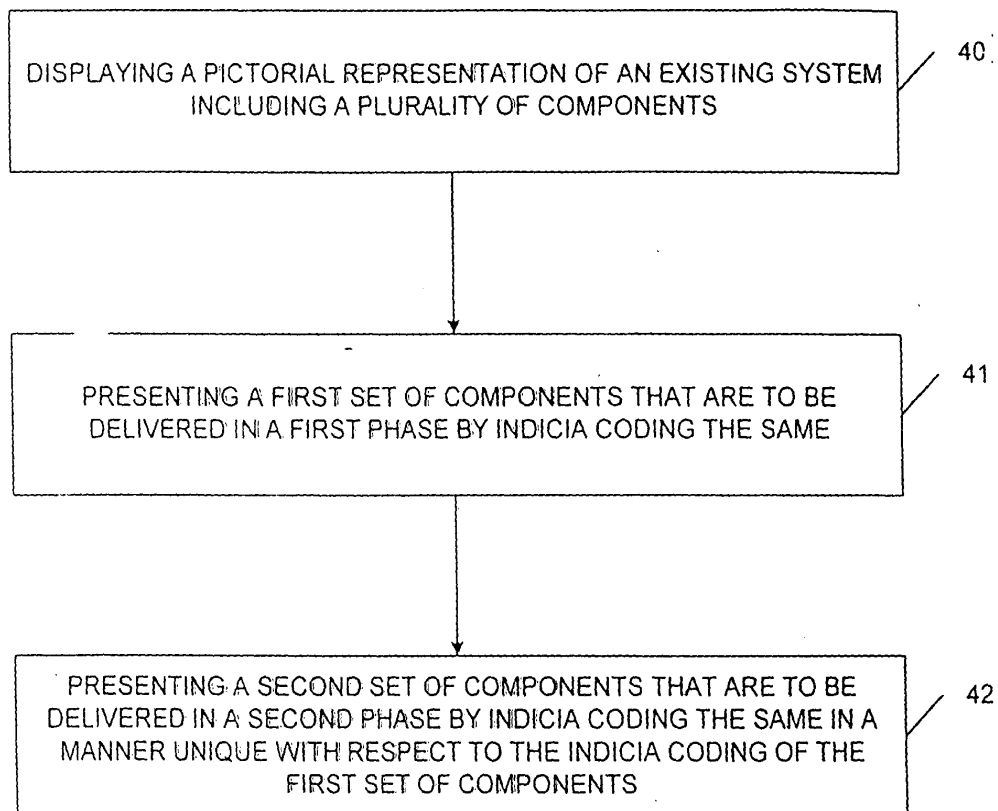 DISPLAYING A PICTORIAL REPRESENTATION OF AN EXISTING SYSTEM
INCLUDING A PLURALITY OF COMPONENTS
40
PRESENTING A FIRST SET OF COMPONENTS THAT ARE TO BE
DELIVERED IN A FIRST PHASE BY INDICIA CODING THE SAME
41
PRESENTING A SECOND SET OF COMPONENTS THAT ARE TO BE
DELIVERED IN A SECOND PHASE BY INDICIA CODING THE SAME IN A
MANNER UNIQUE WITH RESPECT TO THE INDICIA CODING OF THE
FIRST SET OF COMPONENTS
42